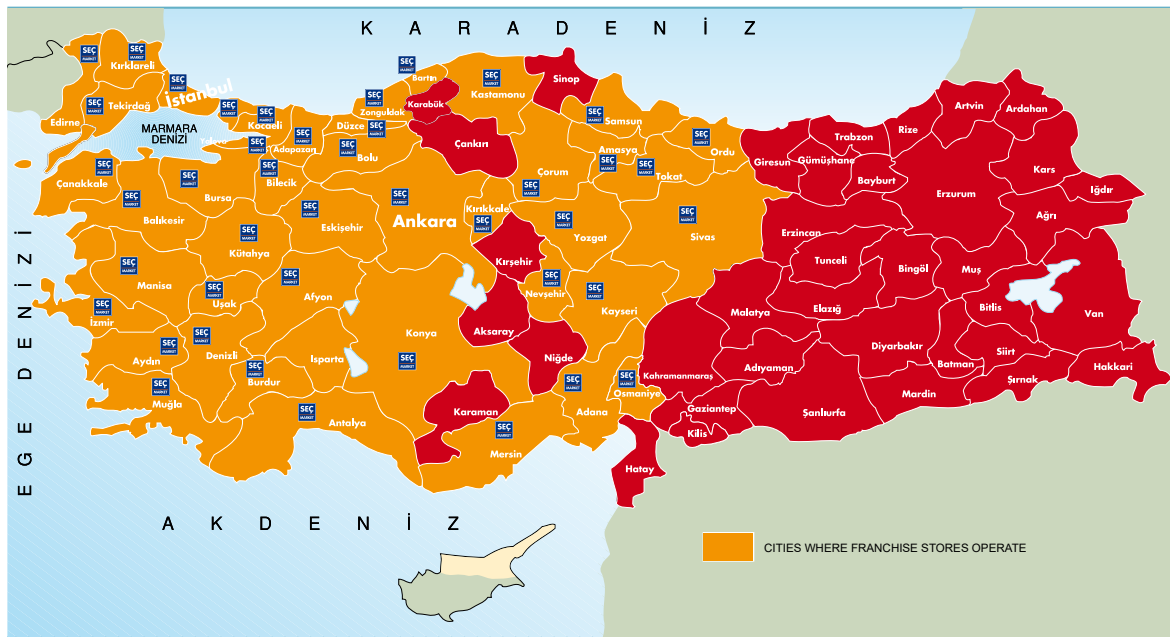 K A R A D E N İ Z
SEÇ MARKET
Kırklareli
Edirne
Tekirdağ
İstanbul
MARMARA
DENİZİ
Yalova
Kocaeli
Adapazarı
Düzce
Bolu
Zonguldak
Bartın
Karabük
Kastamonu
Sinop
Çankırı
Samsun
Amasya
Ordu
Tokat
Çorum
Giresun
Trabzon
Gümüşhane
Rize
Artvin
Ardahan
Bayburt
Erzurum
Kars
Iğdır
Ağrı
Çanakkale
Balıkesir
Bursa
Bilecik
Kütahya
Eskişehir
Ankara
Kırıkkale
Yozgat
Sivas
Erzincan
Tunceli
Bingöl
Muş
Bitlis
Van
Manisa
Uşak
Afyon
İzmir
Aydın
Denizli
Isparta
Burdur
Muğla
Antalya
Konya
Kırşehir
Nevşehir
Aksaray
Niğde
Kayseri
Malatya
Elazığ
Diyarbakır
Batman
Siirt
Şırnak
Hakkari
Mardin
Adıyaman
Şanlıurfa
Kahramanmaraş
Gaziantep
Kilis
Osmaniye
Adana
Karaman
Mersin
Hatay
E G E D E N İ Z İ
A K D E N İ Z
CITIES WHERE FRANCHISE STORES OPERATE